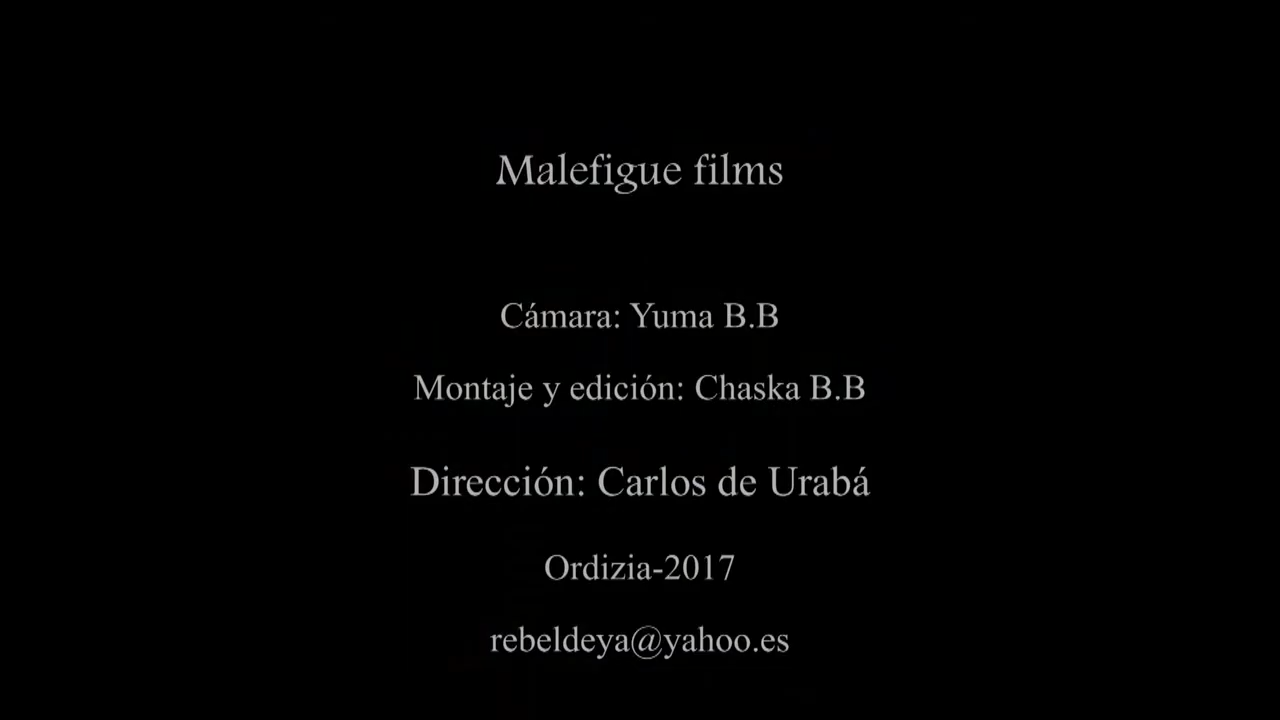 Malefigue films
Cámara: Yuma B.B
Montaje y edición: Chaska B.B
Dirección: Carlos de Urabá
Ordizia-2017
rebeldeya@yahoo.es